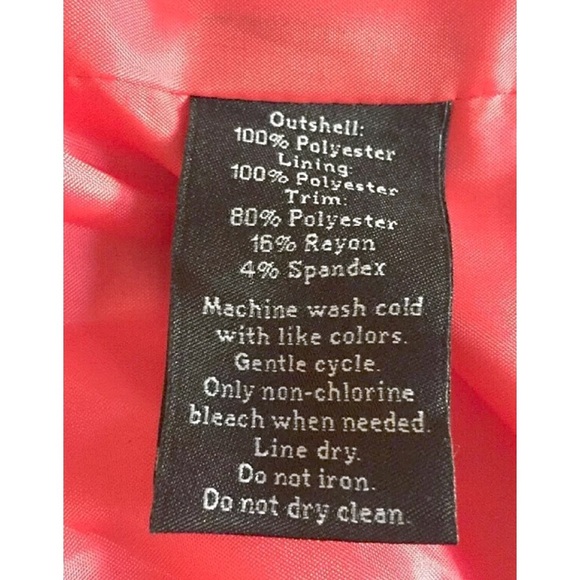 Outshell:
100% Polyester
Lining:
100% Polyester
Trim:
80% Polyester
16% Rayon
4% Spandex
Machine wash cold
with like colors.
Gentle cycle.
Only non-chlorine
bleach when needed.
Line dry.
Do not iron.
Do not dry clean.